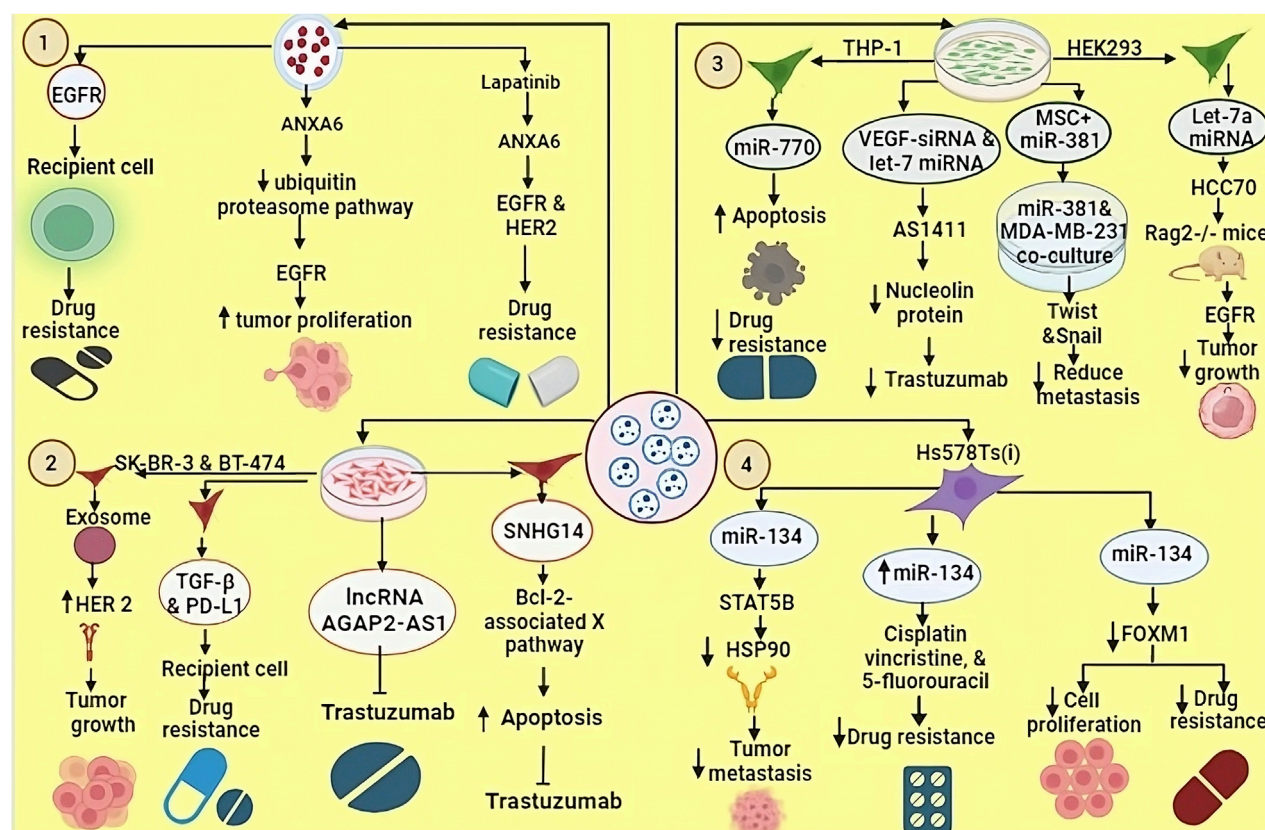 1
EGFR
Recipient cell
Drug
resistance
ANXA6
ubiquitin
proteasome pathway
EGFR
tumor proliferation
Lapatinib
ANXA6
EGFR &
HER2
Drug
resistance
2
SK-BR-3 & BT-474
Exosome
HER 2
Tumor
growth
TGF-β
& PD-L1
Recipient cell
Drug
resistance
lncRNA
AGAP2-AS1
Trastuzumab
SNHG14
Bcl-2-
associated X
pathway
Apoptosis
Trastuzumab
3
THP-1
HEK293
miR-770
Apoptosis
Drug
resistance
VEGF-siRNA &
let-7 miRNA
AS1411
Nucleolin
protein
Trastuzumab
MSC+
miR-381
miR-381&
MDA-MB-231
co-culture
Twist
&Snail
Reduce
metastasis
Let-7a
miRNA
HCC70
Rag2-/- mice
EGFR
Tumor
growth
4
Hs578Ts(i)
miR-134
STAT5B
HSP90
Tumor
metastasis
miR-134
Cisplatin
vincristine, &
5-fluorouracil
Drug resistance
miR-134
FOXM1
Cell
proliferation
Drug
resistance